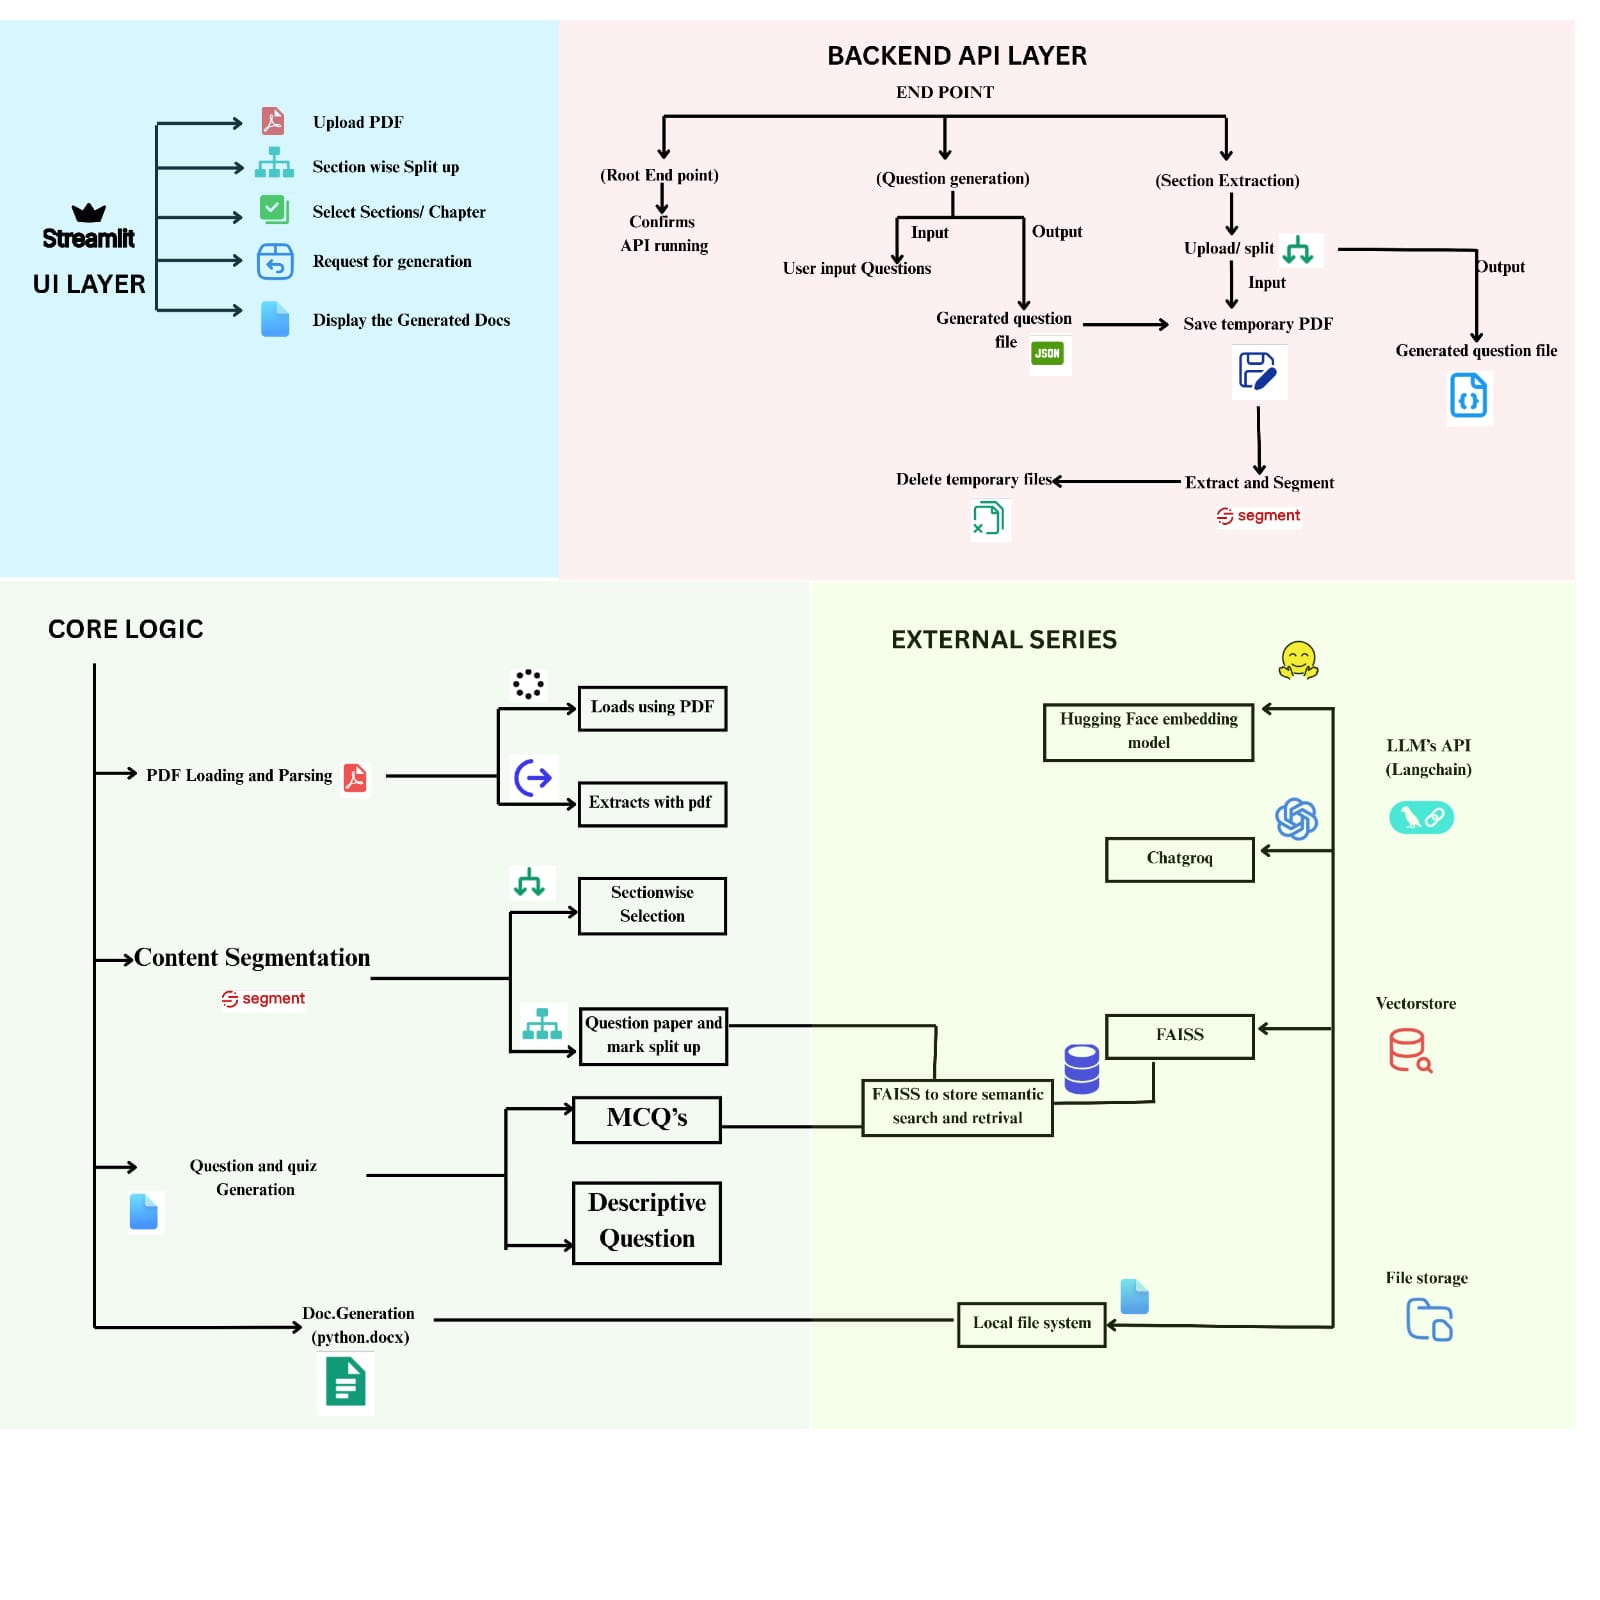 Upload PDF
Section wise Split up
Select Sections/ Chapter
Streamlit
UI LAYER
Request for generation
Display the Generated Docs
BACKEND API LAYER
END POINT
(Root End point)
Confirms
API running
(Question generation)
Input
Output
User input Questions
Generated question
file
JSON
(Section Extraction)
Upload/ split
Input
Output
Save temporary PDF
Generated question file
Delete temporary files
Extract and Segment
segment
CORE LOGIC
PDF Loading and Parsing
Loads using PDF
Extracts with pdf
Content Segmentation
segment
Sectionwise
Selection
Question paper and
mark split up
Question and quiz
Generation
MCQ’s
Descriptive
Question
Doc.Generation
(python.docx)
EXTERNAL SERIES
Hugging Face embedding
model
LLM’s API
(Langchain)
Chatgroq
Vectorstore
FAISS
FAISS to store semantic
search and retrival
File storage
Local file system